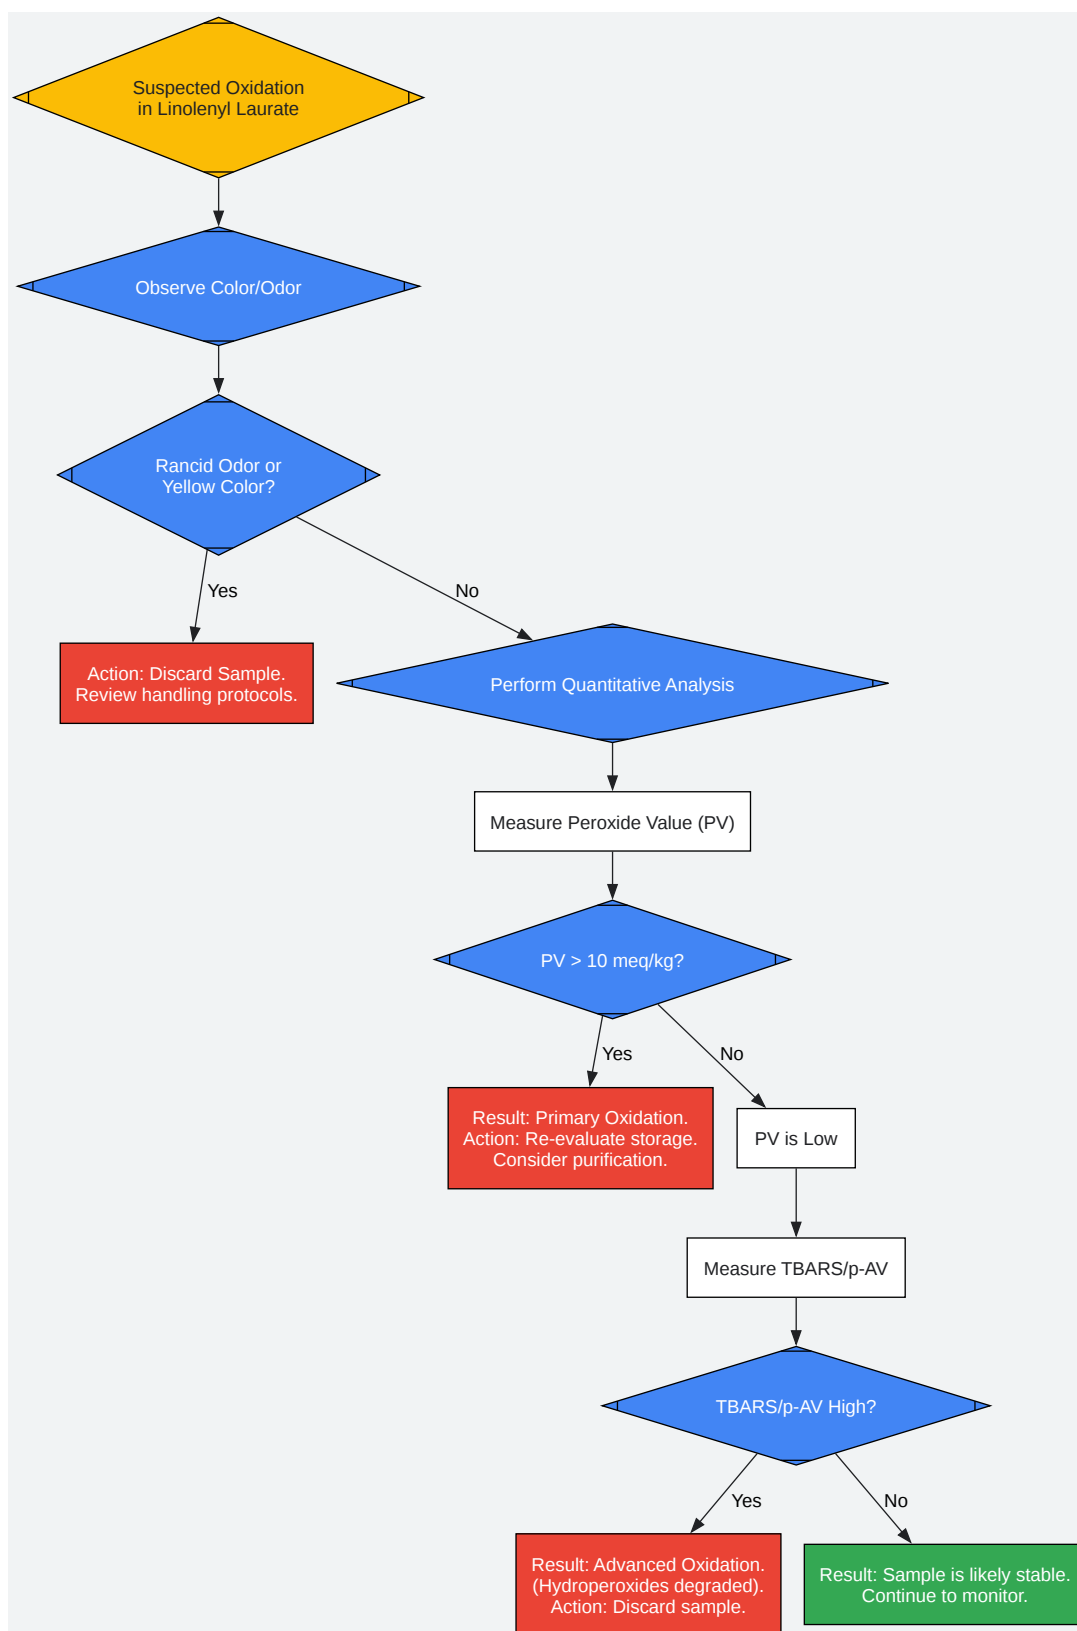 Suspected Oxidation
in Linolenyl Laurate
Observe Color/Odor
Rancid Odor or
Yellow Color?
Yes
No
Action: Discard Sample.
Review handling protocols.
Perform Quantitative Analysis
Measure Peroxide Value (PV)
PV > 10 meq/kg?
Yes
No
Result: Primary Oxidation.
Action: Re-evaluate storage.
Consider purification.
PV is Low
Measure TBARS/p-AV
TBARS/p-AV High?
Yes
No
Result: Advanced Oxidation.
(Hydroperoxides degraded).
Action: Discard sample.
Result: Sample is likely stable.
Continue to monitor.